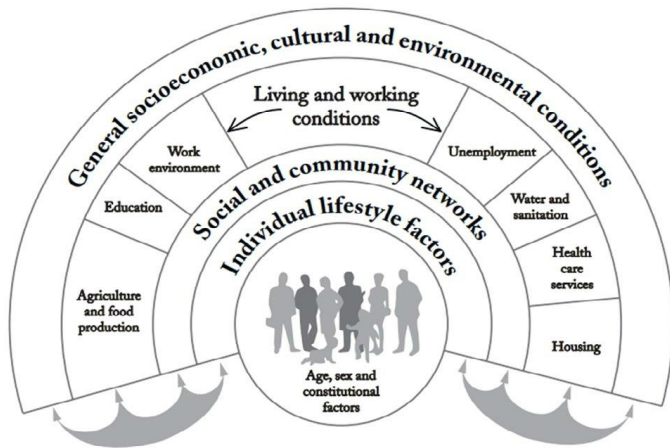 General socioeconomic, cultural and environmental conditions
Living and working
conditions
Work
environment
Unemployment
Education
Water and
sanitation
Agriculture
and food
production
Health
care
services
Housing
Social and community networks
Individual lifestyle factors
Age, sex and
constitutional
factors